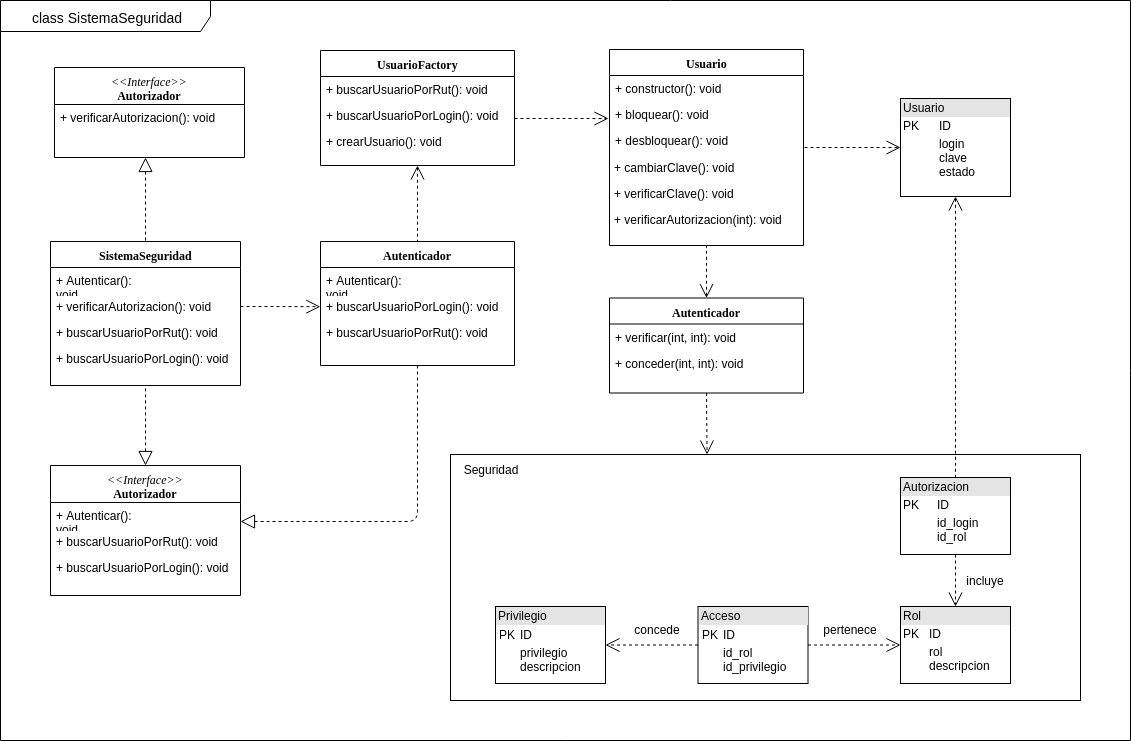 class SistemaSeguridad
<<Interface>>
Autorizador
+ verificarAutorizacion(): void
UsuarioFactory
+ buscarUsuarioPorRut(): void
+ buscarUsuarioPorLogin(): void
+ crearUsuario(): void
Usuario
+ constructor(): void
+ bloquear(): void
+ desbloquear(): void
+ cambiarClave(): void
+ verificarClave(): void
+ verificarAutorizacion(int): void
Usuario
PK ID
login
clave
estado
SistemaSeguridad
+ Autenticar():
void
+ verificarAutorizacion(): void
+ buscarUsuarioPorRut(): void
+ buscarUsuarioPorLogin(): void
Autenticador
+ Autenticar():
void
+ buscarUsuarioPorLogin(): void
+ buscarUsuarioPorRut(): void
Autenticador
+ verificar(int, int): void
+ conceder(int, int): void
<<Interface>>
Autorizador
+ Autenticar():
void
+ buscarUsuarioPorRut(): void
+ buscarUsuarioPorLogin(): void
Seguridad
Autorizacion
PK ID
id_login
id_rol
incluye
Privilegio
PK ID
privilegio
descripcion
concede
Acceso
PK ID
id_rol
id_privilegio
pertenece
Rol
PK ID
rol
descripcion